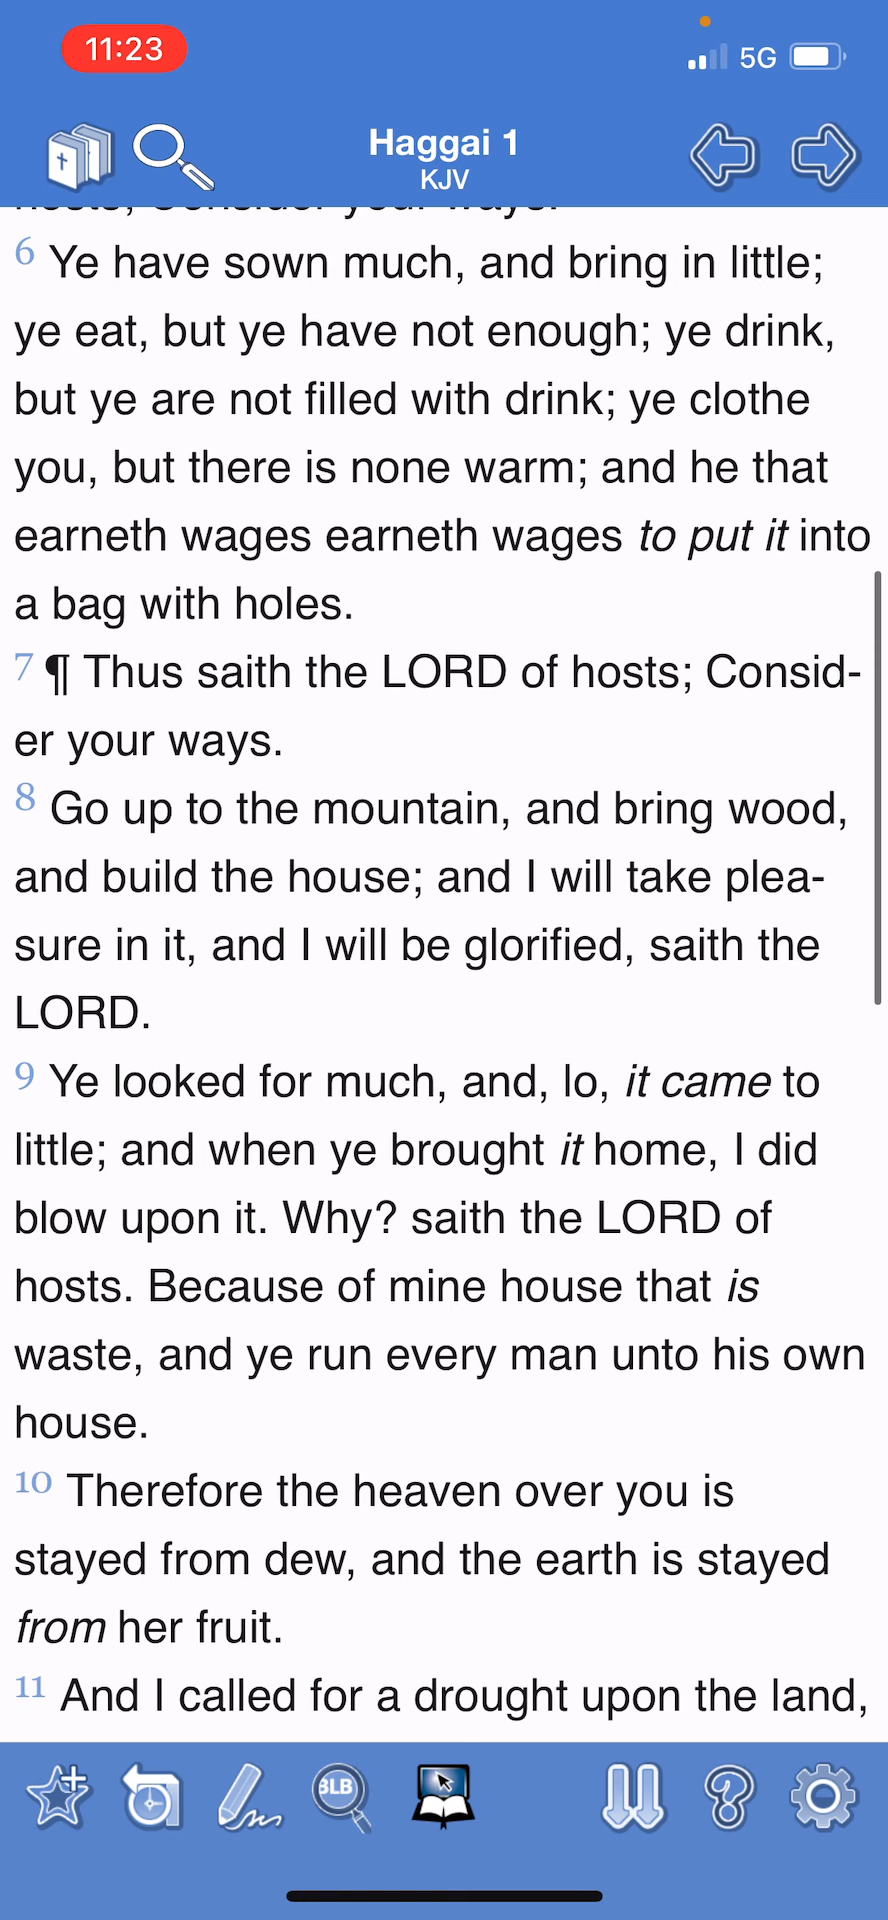 11:23
5G
Haggai 1
KJV
hosts; Consider your ways.
6 Ye have sown much, and bring in little;
ye eat, but ye have not enough; ye drink,
but ye are not filled with drink; ye clothe
you, but there is none warm; and he that
earneth wages earneth wages to put it into
a bag with holes.
7 ¶ Thus saith the LORD of hosts; Consid-
er your ways.
8 Go up to the mountain, and bring wood,
and build the house; and I will take plea-
sure in it, and I will be glorified, saith the
LORD.
9 Ye looked for much, and, lo, it came to
little; and when ye brought it home, I did
blow upon it. Why? saith the LORD of
hosts. Because of mine house that is
waste, and ye run every man unto his own
house.
10 Therefore the heaven over you is
stayed from dew, and the earth is stayed
from her fruit.
11 And I called for a drought upon the land,
BLB